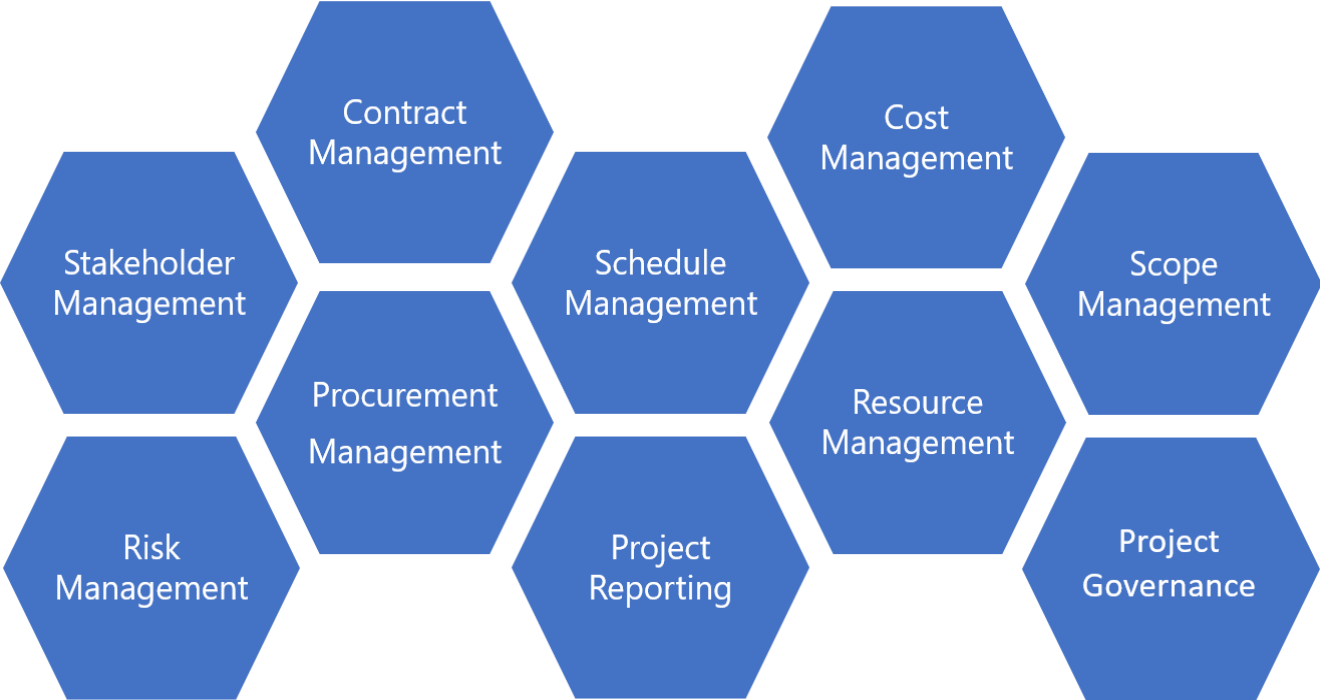 Contract
Management
Cost
Management
Stakeholder
Management
Schedule
Management
Scope
Management
Procurement
Management
Resource
Management
Risk
Management
Project
Reporting
Project
Governance